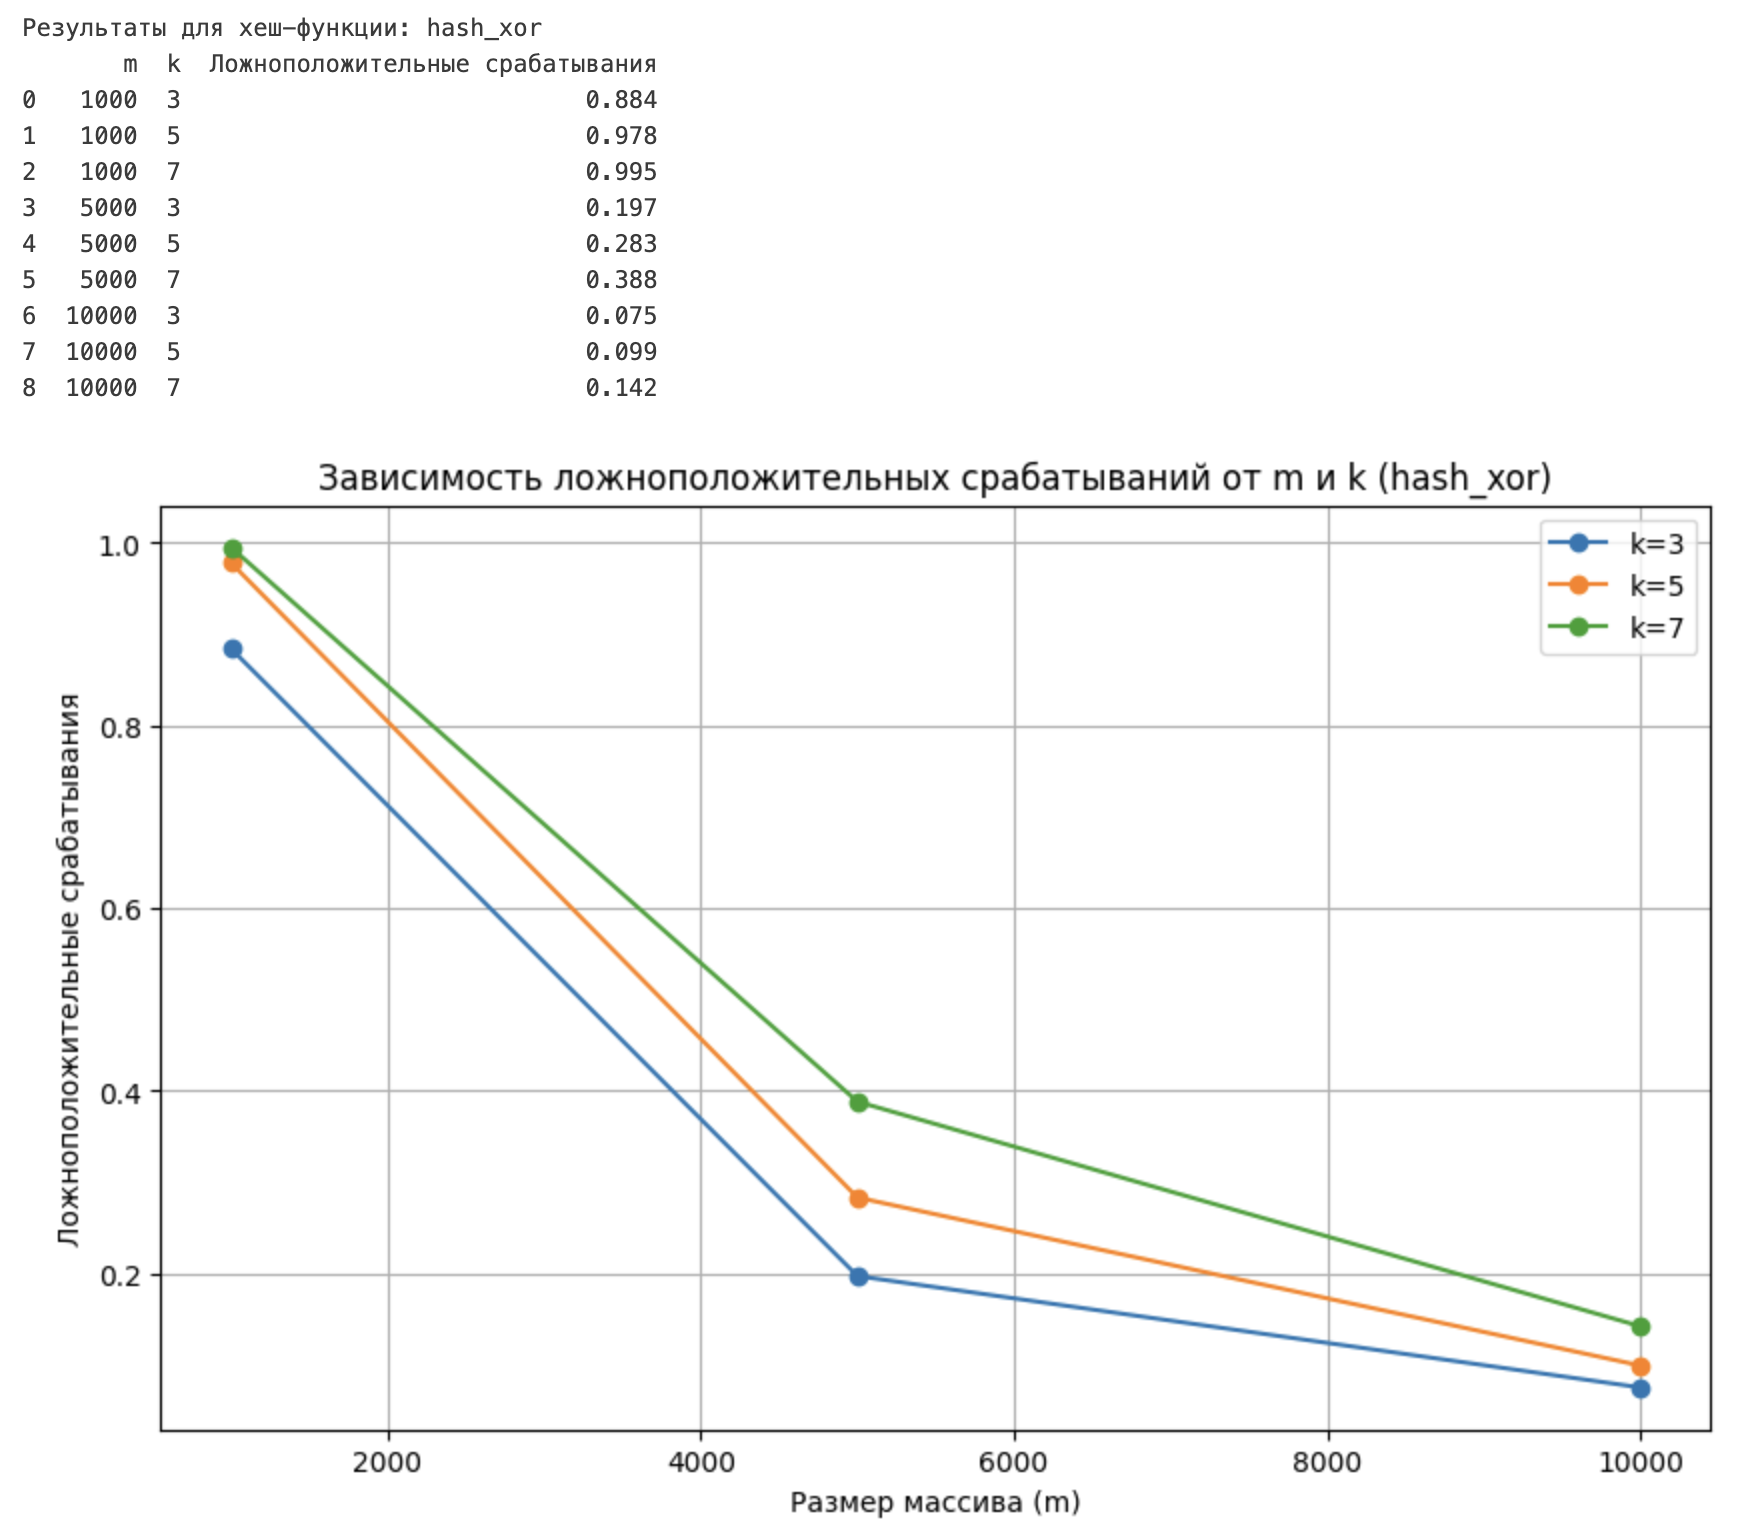 Результаты для хеш-функции: hash_xor
m k Ложноположительные срабатывания
0 1000 3 0.884
1 1000 5 0.978
2 1000 7 0.995
3 5000 3 0.197
4 5000 5 0.283
5 5000 7 0.388
6 10000 3 0.075
7 10000 5 0.099
8 10000 7 0.142
Зависимость ложноположительных срабатываний от m и k (hash_xor)
Ложноположительные срабатывания
1.0
0.8
0.6
0.4
0.2
k=3
k=5
k=7
2000 4000 6000 8000 10000
Размер массива (m)